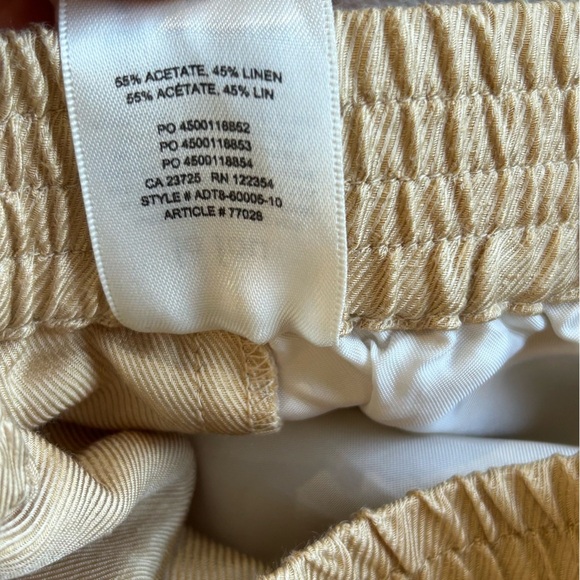 55% ACETATE, 45% LINEN
55% ACÉTATE, 45% LIN
PO 4500118852
PO 4500118853
PO 4500118854
CA 23725 RN 122354
STYLE # ADT8-60005-10
ARTICLE # 77028